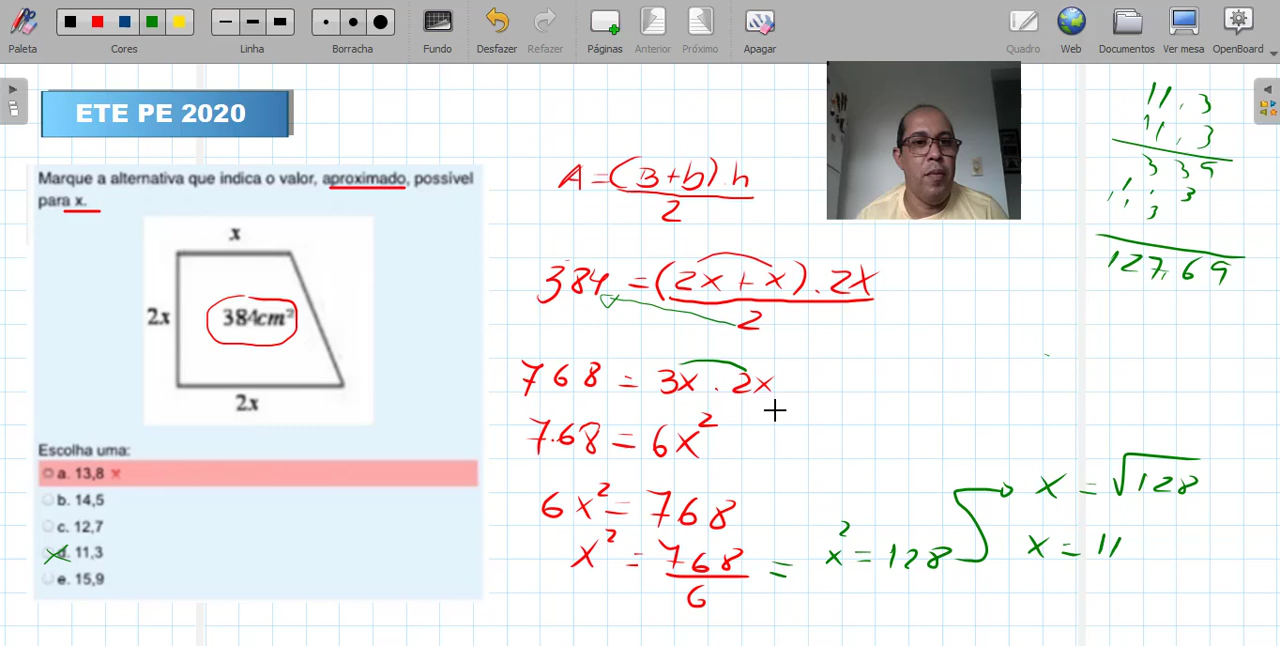 Paleta
Cores
Linha
Borracha
Fundo
Desfazer
Refazer
Páginas
Anterior
Próximo
Apagar
Quadro
Web
Documentos
Ver mesa
OpenBoard
ETE PE 2020
Marque a alternativa que indica o valor, aproximado, possível
para x.
x
2x
384cm²
2x
Escolha uma:
a. 13,8 ×
b. 14,5
c. 12,7
d. 11,3
e. 15,9
A = (B+b).h
2
384 = (2x + x). 2x
2
768 = 3x . 2x
7.68 = 6x²
6x² = 768
x² = 768 =
6
x² = 128
x = √128
x = 11
11,3
11,3
339
113
113
127,69